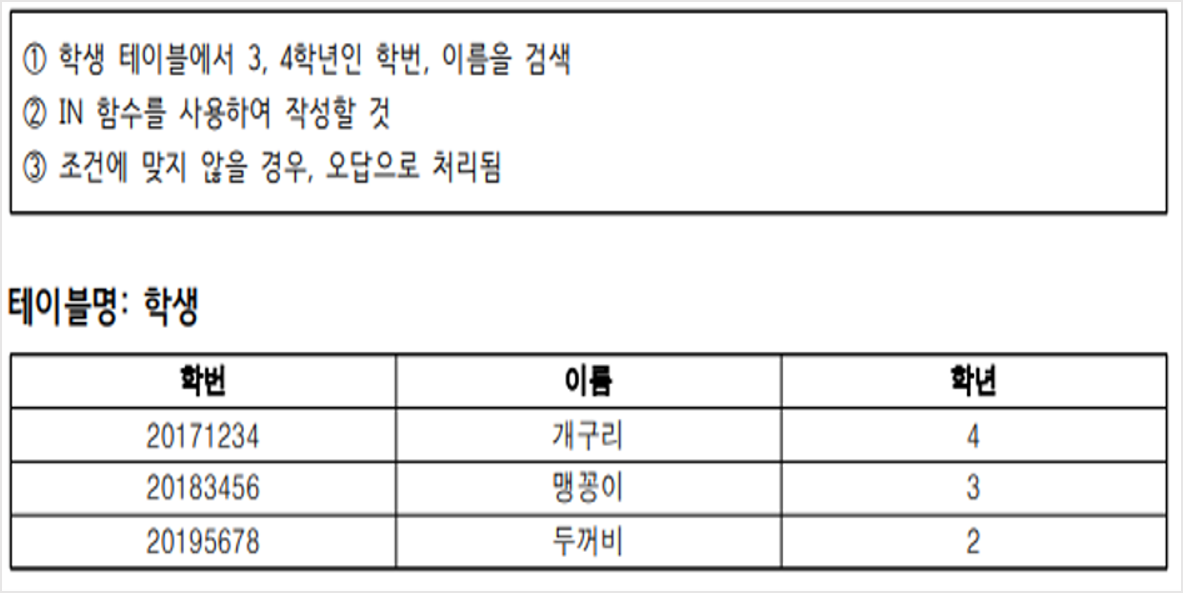 ① 학생 테이블에서 3, 4학년인 학번, 이름을 검색
② IN 함수를 사용하여 작성할 것
③ 조건에 맞지 않을 경우, 오답으로 처리됨
테이블명: 학생
학번 이름 학년
20171234 개구리 4
20183456 맹꽁이 3
20195678 두꺼비 2